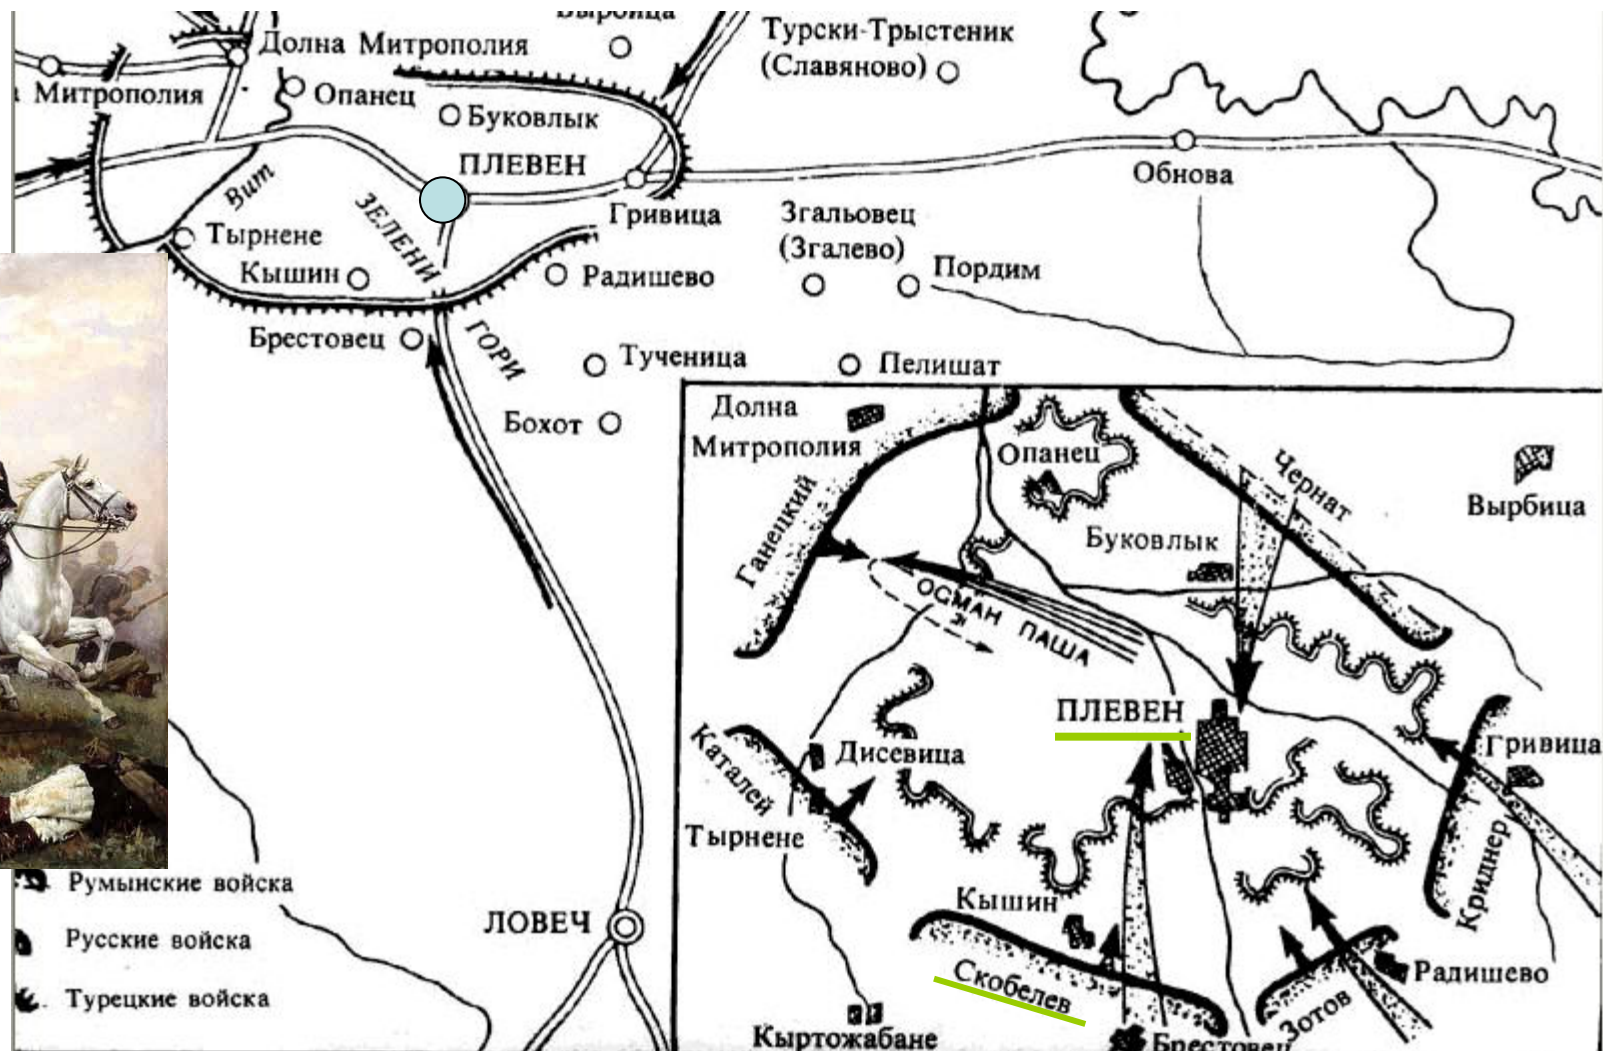 Вырбица
Долна Митрополия
Турски-Трыстеник
(Славяново)
Митрополия
Опанец
Буковлык
ПЛЕВЕН
Обнова
Вит
ЗЕЛЕНИ
ГОРИ
Гривица
Згальовец
(Згалево)
Тырнене
Кышин
Радишево
Пордим
Брестовец
Тученица
Пелишат
Бохот
ЛОВЕЧ
Румынские войска
Русские войска
Турецкие войска
Долна
Митрополия
Опанец
Чернат
Вырбица
Ганецкий
Буковлык
ОСМАН ПАША
ПЛЕВЕН
Гривица
Каталей
Дисевица
Тырнене
Криднер
Кышин
Скобелев
Зотов
Радишево
Кыртожабане
Брестовец